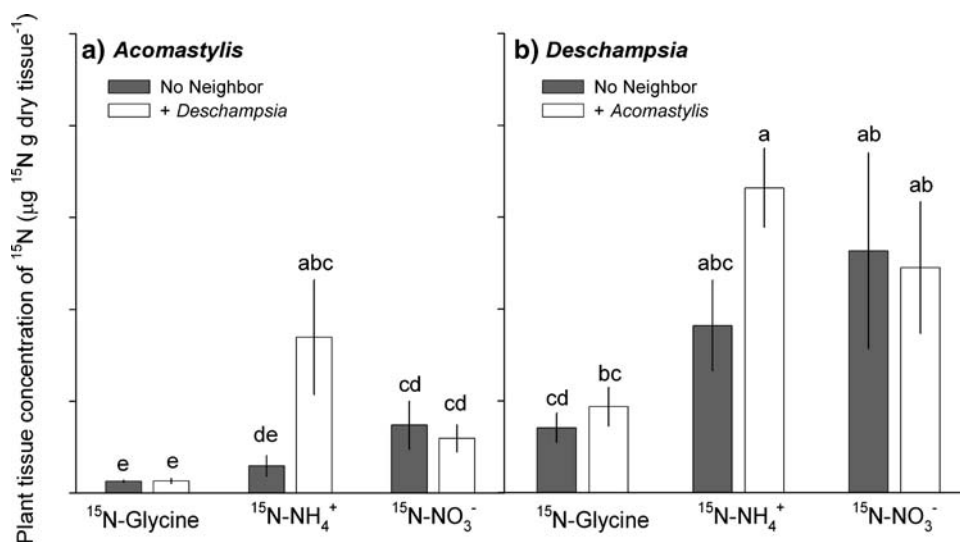 Plant tissue concentration of ¹⁵N (µg ¹⁵N g dry tissue⁻¹)
a) Acomastylis
No Neighbor
+ Deschampsia
abc
cd
cd
de
e
e
¹⁵N-Glycine
¹⁵N-NH₄⁺
¹⁵N-NO₃⁻
b) Deschampsia
No Neighbor
+ Acomastylis
a
ab
ab
abc
bc
cd
¹⁵N-Glycine
¹⁵N-NH₄⁺
¹⁵N-NO₃⁻